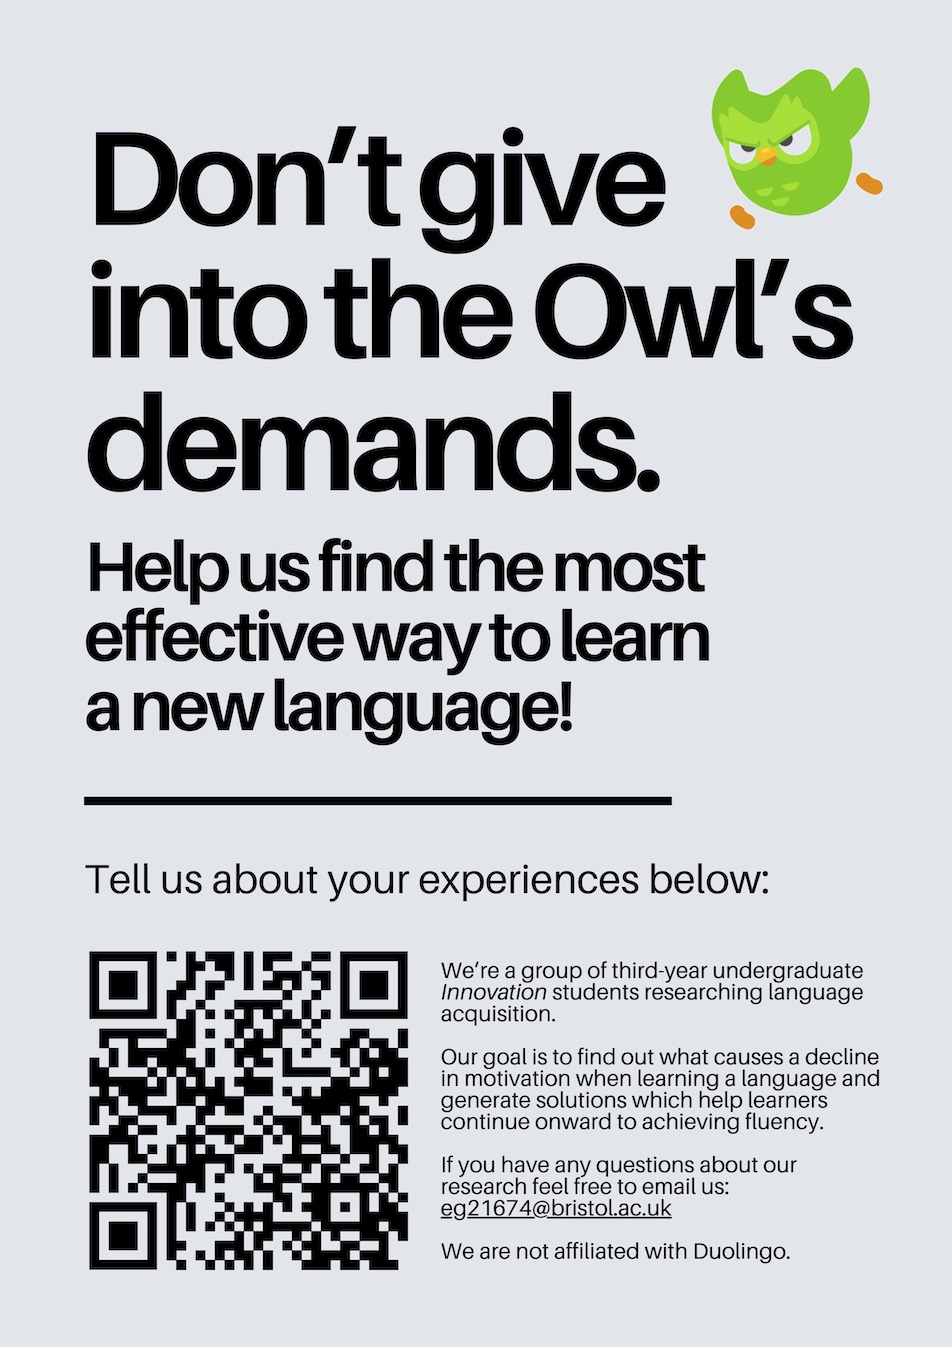 Don’t give
into the Owl’s
demands.
Help us find the most
effective way to learn
a new language!
Tell us about your experiences below:
We’re a group of third-year undergraduate
Innovation students researching language
acquisition.
Our goal is to find out what causes a decline
in motivation when learning a language and
generate solutions which help learners
continue onward to achieving fluency.
If you have any questions about our
research feel free to email us:
eg21674@bristol.ac.uk
We are not affiliated with Duolingo.